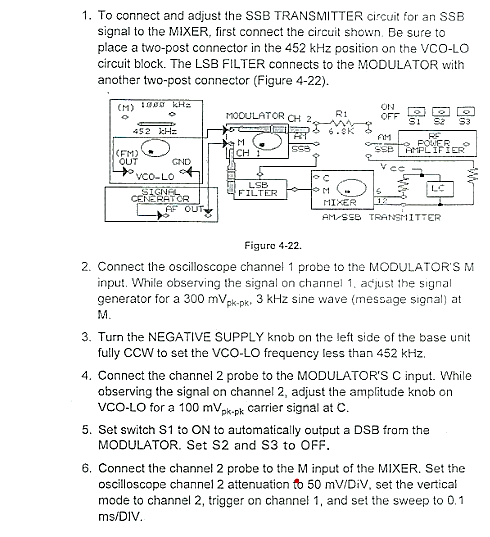 1. To connect and adjust the SSB TRANSMITTER circuit for an SSB
signal to the MIXER, first connect the circuit shown. Be sure to
place a two-post connector in the 452 kHz position on the VCO-LO
circuit block. The LSB FILTER connects to the MODULATOR with
another two-post connector (Figure 4-22).
(M) 1000 kHz
452 kHz
(FM)
OUT GND
VCO-LO
SIGNAL
GENERATOR
AF OUT
MODULATOR CH 2
M
CH 1
LSB
FILTER
R1
6.8K
AM
SSB
C
M
MIXER
6
12
ON
OFF S1 S2 S3
AM
SSB
RF
POWER
AMPLIFIER
Vcc
LC
AM/SSB TRANSMITTER
Figure 4-22.
2. Connect the oscilloscope channel 1 probe to the MODULATOR'S M
input. While observing the signal on channel 1, adjust the signal
generator for a 300 mVpk-pk, 3 kHz sine wave (message signal) at
M.
3. Turn the NEGATIVE SUPPLY knob on the left side of the base unit
fully CCW to set the VCO-LO frequency less than 452 kHz.
4. Connect the channel 2 probe to the MODULATOR'S C input. While
observing the signal on channel 2, adjust the amplitude knob on
VCO-LO for a 100 mVpk-pk carrier signal at C.
5. Set switch S1 to ON to automatically output a DSB from the
MODULATOR. Set S2 and S3 to OFF.
6. Connect the channel 2 probe to the M input of the MIXER. Set the
oscilloscope channel 2 attenuation to 50 mV/DIV, set the vertical
mode to channel 2, trigger on channel 1, and set the sweep to 0.1
ms/DIV.